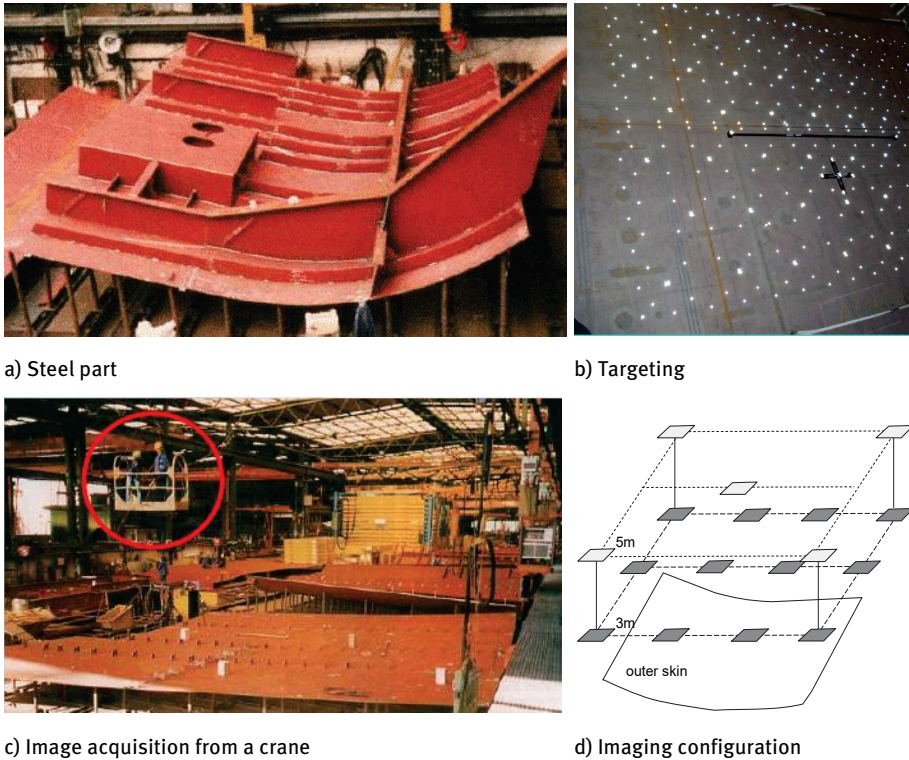 a) Steel part
b) Targeting
5m
3m
outer skin
c) Image acquisition from a crane
d) Imaging configuration